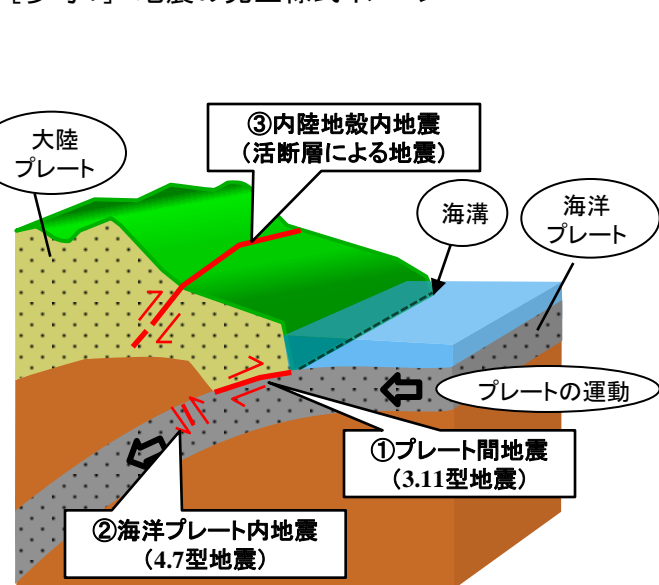 ③内陸地殻内地震
(活断層による地震)
大陸
プレート
海溝
海洋
プレート
プレートの運動
①プレート間地震
(3.11型地震)
②海洋プレート内地震
(4.7型地震)